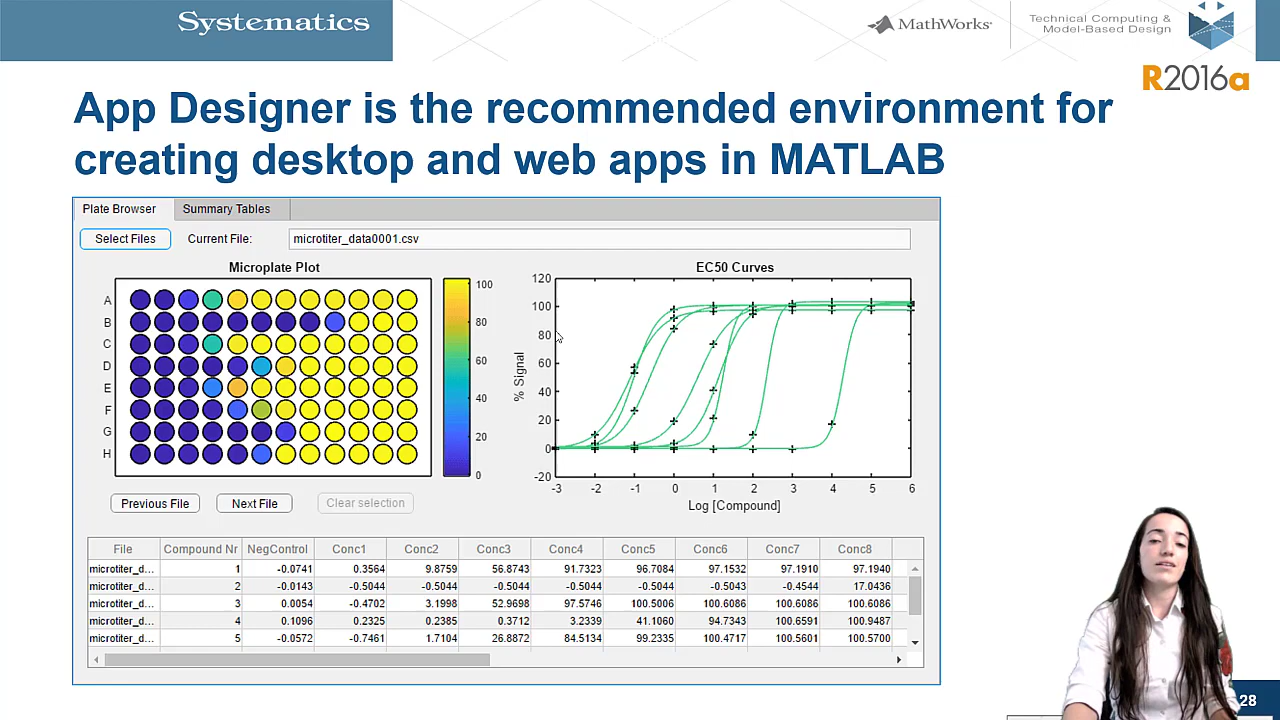 Systematics
MathWorks®
Technical Computing &
Model-Based Design
R2016a
App Designer is the recommended environment for
creating desktop and web apps in MATLAB
Plate Browser
Summary Tables
Select Files
Current File:
microtiter_data0001.csv
Microplate Plot
A
B
C
D
E
F
G
H
100
80
60
40
20
0
EC50 Curves
% Signal
120
100
80
60
40
20
0
-20
-3 -2 -1 0 1 2 3 4 5 6
Log [Compound]
Previous File
Next File
Clear selection
File Compound Nr NegControl Conc1 Conc2 Conc3 Conc4 Conc5 Conc6 Conc7 Conc8
microtiter_d... 1 -0.0741 0.3564 9.8759 56.8743 91.7323 96.7084 97.1532 97.1910 97.1940
microtiter_d... 2 -0.0143 -0.5044 -0.5044 -0.5044 -0.5044 -0.5044 -0.5043 -0.4544 17.0436
microtiter_d... 3 0.0054 -0.4702 3.1998 52.9698 97.5746 100.5006 100.6086 100.6086 100.6086
microtiter_d... 4 0.1096 0.2325 0.2385 0.3712 3.2339 41.1060 94.7343 100.6591 100.9487
microtiter_d... 5 -0.0572 -0.7461 1.7104 26.8872 84.5134 99.2335 100.4717 100.5601 100.5700
28